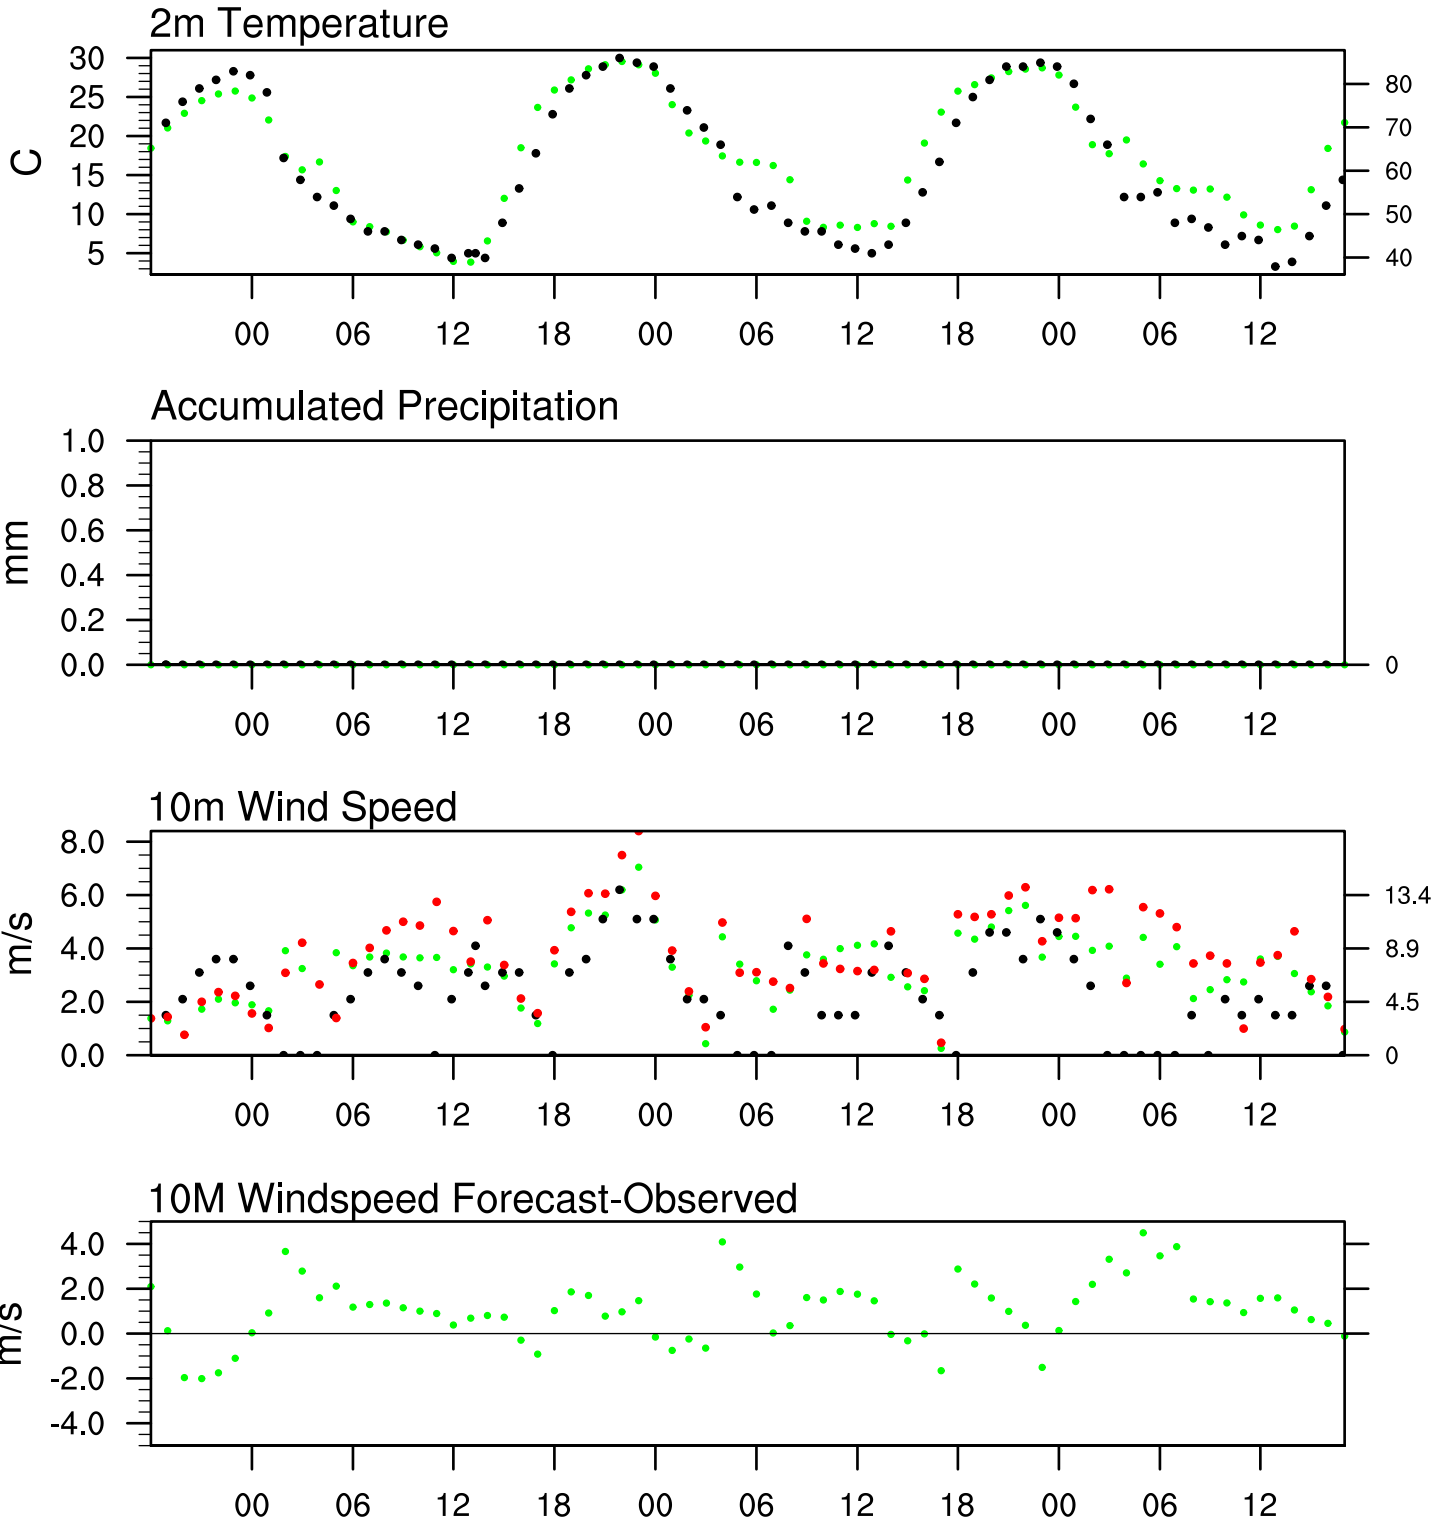 2m Temperature
30
25
20
15
10
5
C
80
70
60
50
40
00 06 12 18 00 06 12 18 00 06 12
Accumulated Precipitation
1.0
0.8
0.6
0.4
0.2
0.0
mm
0
00 06 12 18 00 06 12 18 00 06 12
10m Wind Speed
8.0
6.0
4.0
2.0
0.0
m/s
13.4
8.9
4.5
0
00 06 12 18 00 06 12 18 00 06 12
10M Windspeed Forecast-Observed
4.0
2.0
0.0
-2.0
-4.0
m/s
00 06 12 18 00 06 12 18 00 06 12